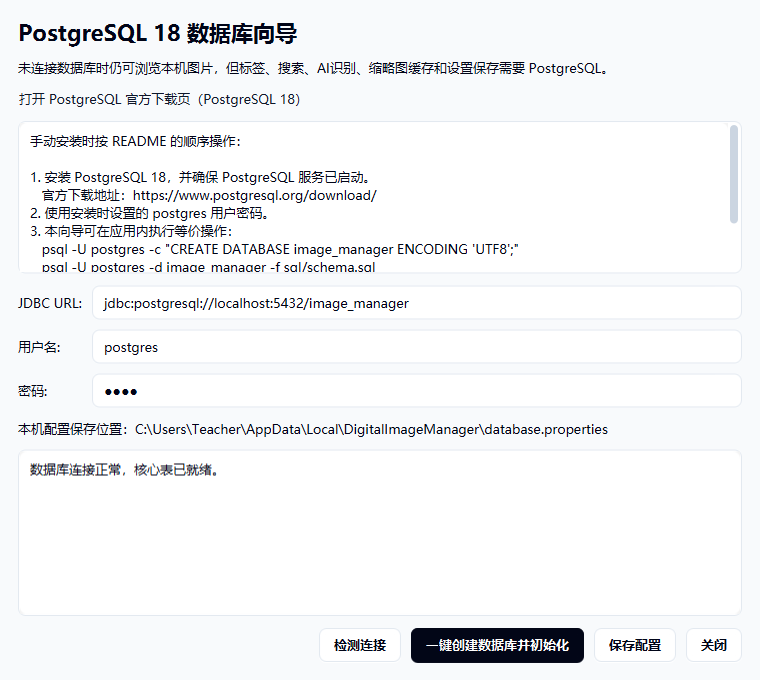 PostgreSQL 18 数据库向导
未连接数据库时仍可浏览本机图片，但标签、搜索、AI识别、缩略图缓存和设置保存需要 PostgreSQL。
打开 PostgreSQL 官方下载页（PostgreSQL 18）
手动安装时按 README 的顺序操作：
1. 安装 PostgreSQL 18，并确保 PostgreSQL 服务已启动。
官方下载地址：https://www.postgresql.org/download/
2. 使用安装时设置的 postgres 用户密码。
3. 本向导可在应用内执行等价操作：
psql -U postgres -c "CREATE DATABASE image_manager ENCODING 'UTF8';"
psql -U postgres -d image_manager -f sql/schema.sql
JDBC URL: jdbc:postgresql://localhost:5432/image_manager
用户名: postgres
密码: ●●●●
本机配置保存位置：C:\Users\Teacher\AppData\Local\DigitalImageManager\database.properties
数据库连接正常，核心表已就绪。
检测连接 一键创建数据库并初始化 保存配置 关闭